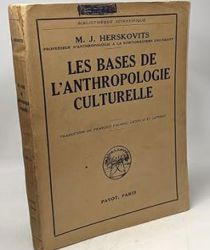 BIBLIOTHÈQUE SCIENTIFIQUE
M. J. HERSKOVITS
PROFESSEUR D'ANTHROPOLOGIE A LA NORTHWESTERN UNIVERSITY
LES BASES DE
L'ANTHROPOLOGIE
CULTURELLE
PAYOT, PARIS